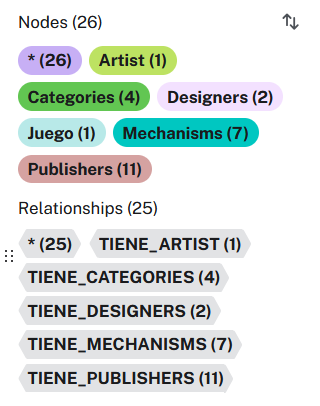 Nodes (26)
* (26) Artist (1)
Categories (4) Designers (2)
Juego (1) Mechanisms (7)
Publishers (11)
Relationships (25)
* (25) TIENE_ARTIST (1)
TIENE_CATEGORIES (4)
TIENE_DESIGNERS (2)
TIENE_MECHANISMS (7)
TIENE_PUBLISHERS (11)